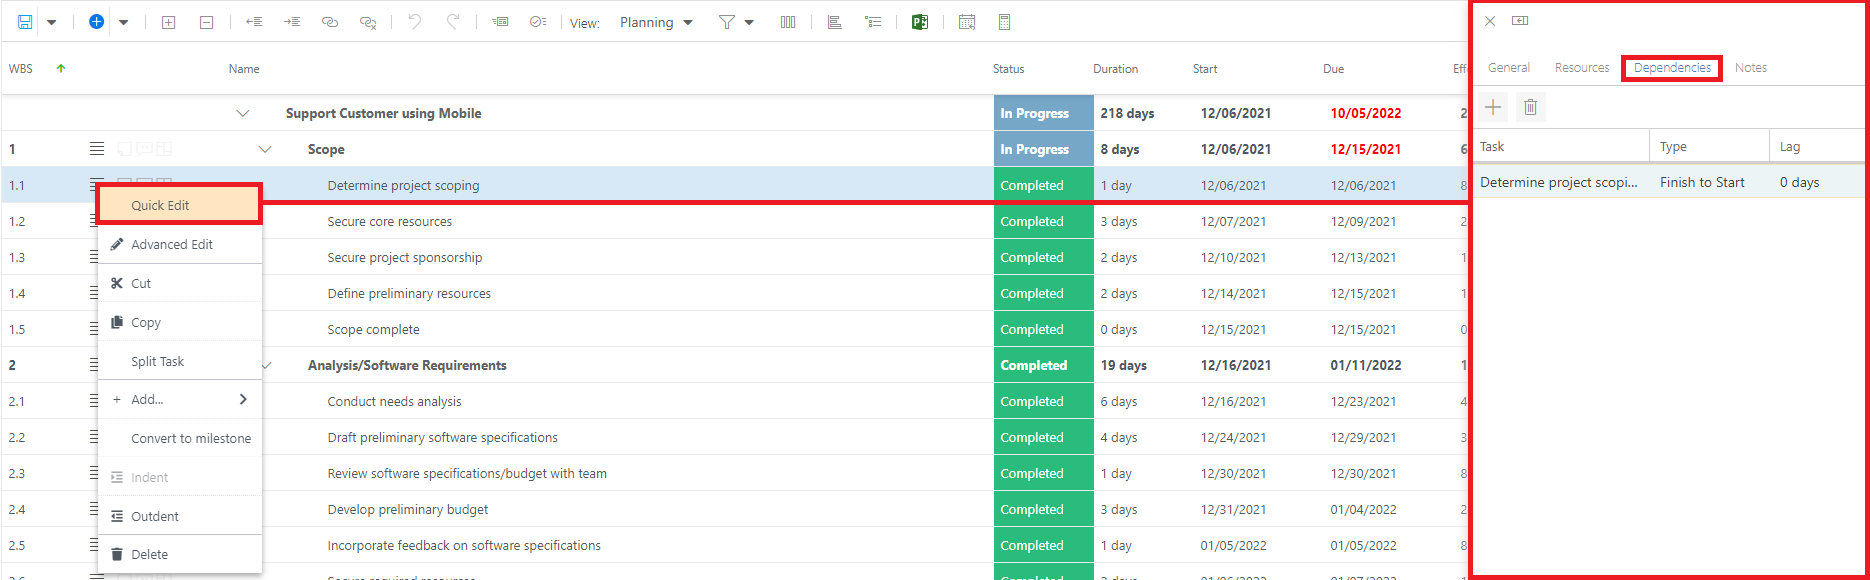 View: Planning
WBS Name Status Duration Start Due Eff
Support Customer using Mobile In Progress 218 days 12/06/2021 10/05/2022 2
1 Scope In Progress 8 days 12/06/2021 12/15/2021 6
1.1 Determine project scoping Completed 1 day 12/06/2021 12/06/2021 8
1.2 Secure core resources Completed 3 days 12/07/2021 12/09/2021 2
1.3 Secure project sponsorship Completed 2 days 12/10/2021 12/13/2021 1
1.4 Define preliminary resources Completed 2 days 12/14/2021 12/15/2021 1
1.5 Scope complete Completed 0 days 12/15/2021 12/15/2021 0
2 Analysis/Software Requirements Completed 19 days 12/16/2021 01/11/2022 1
2.1 Conduct needs analysis Completed 6 days 12/16/2021 12/23/2021 4
2.2 Draft preliminary software specifications Completed 4 days 12/24/2021 12/29/2021 3
2.3 Review software specifications/budget with team Completed 1 day 12/30/2021 12/30/2021 8
2.4 Develop preliminary budget Completed 3 days 12/31/2021 01/04/2022 2
2.5 Incorporate feedback on software specifications Completed 1 day 01/05/2022 01/05/2022 8
Quick Edit
Advanced Edit
Cut
Copy
Split Task
Add...
Convert to milestone
Indent
Outdent
Delete
General Resources Dependencies Notes
Task Type Lag
Determine project scopi... Finish to Start 0 days